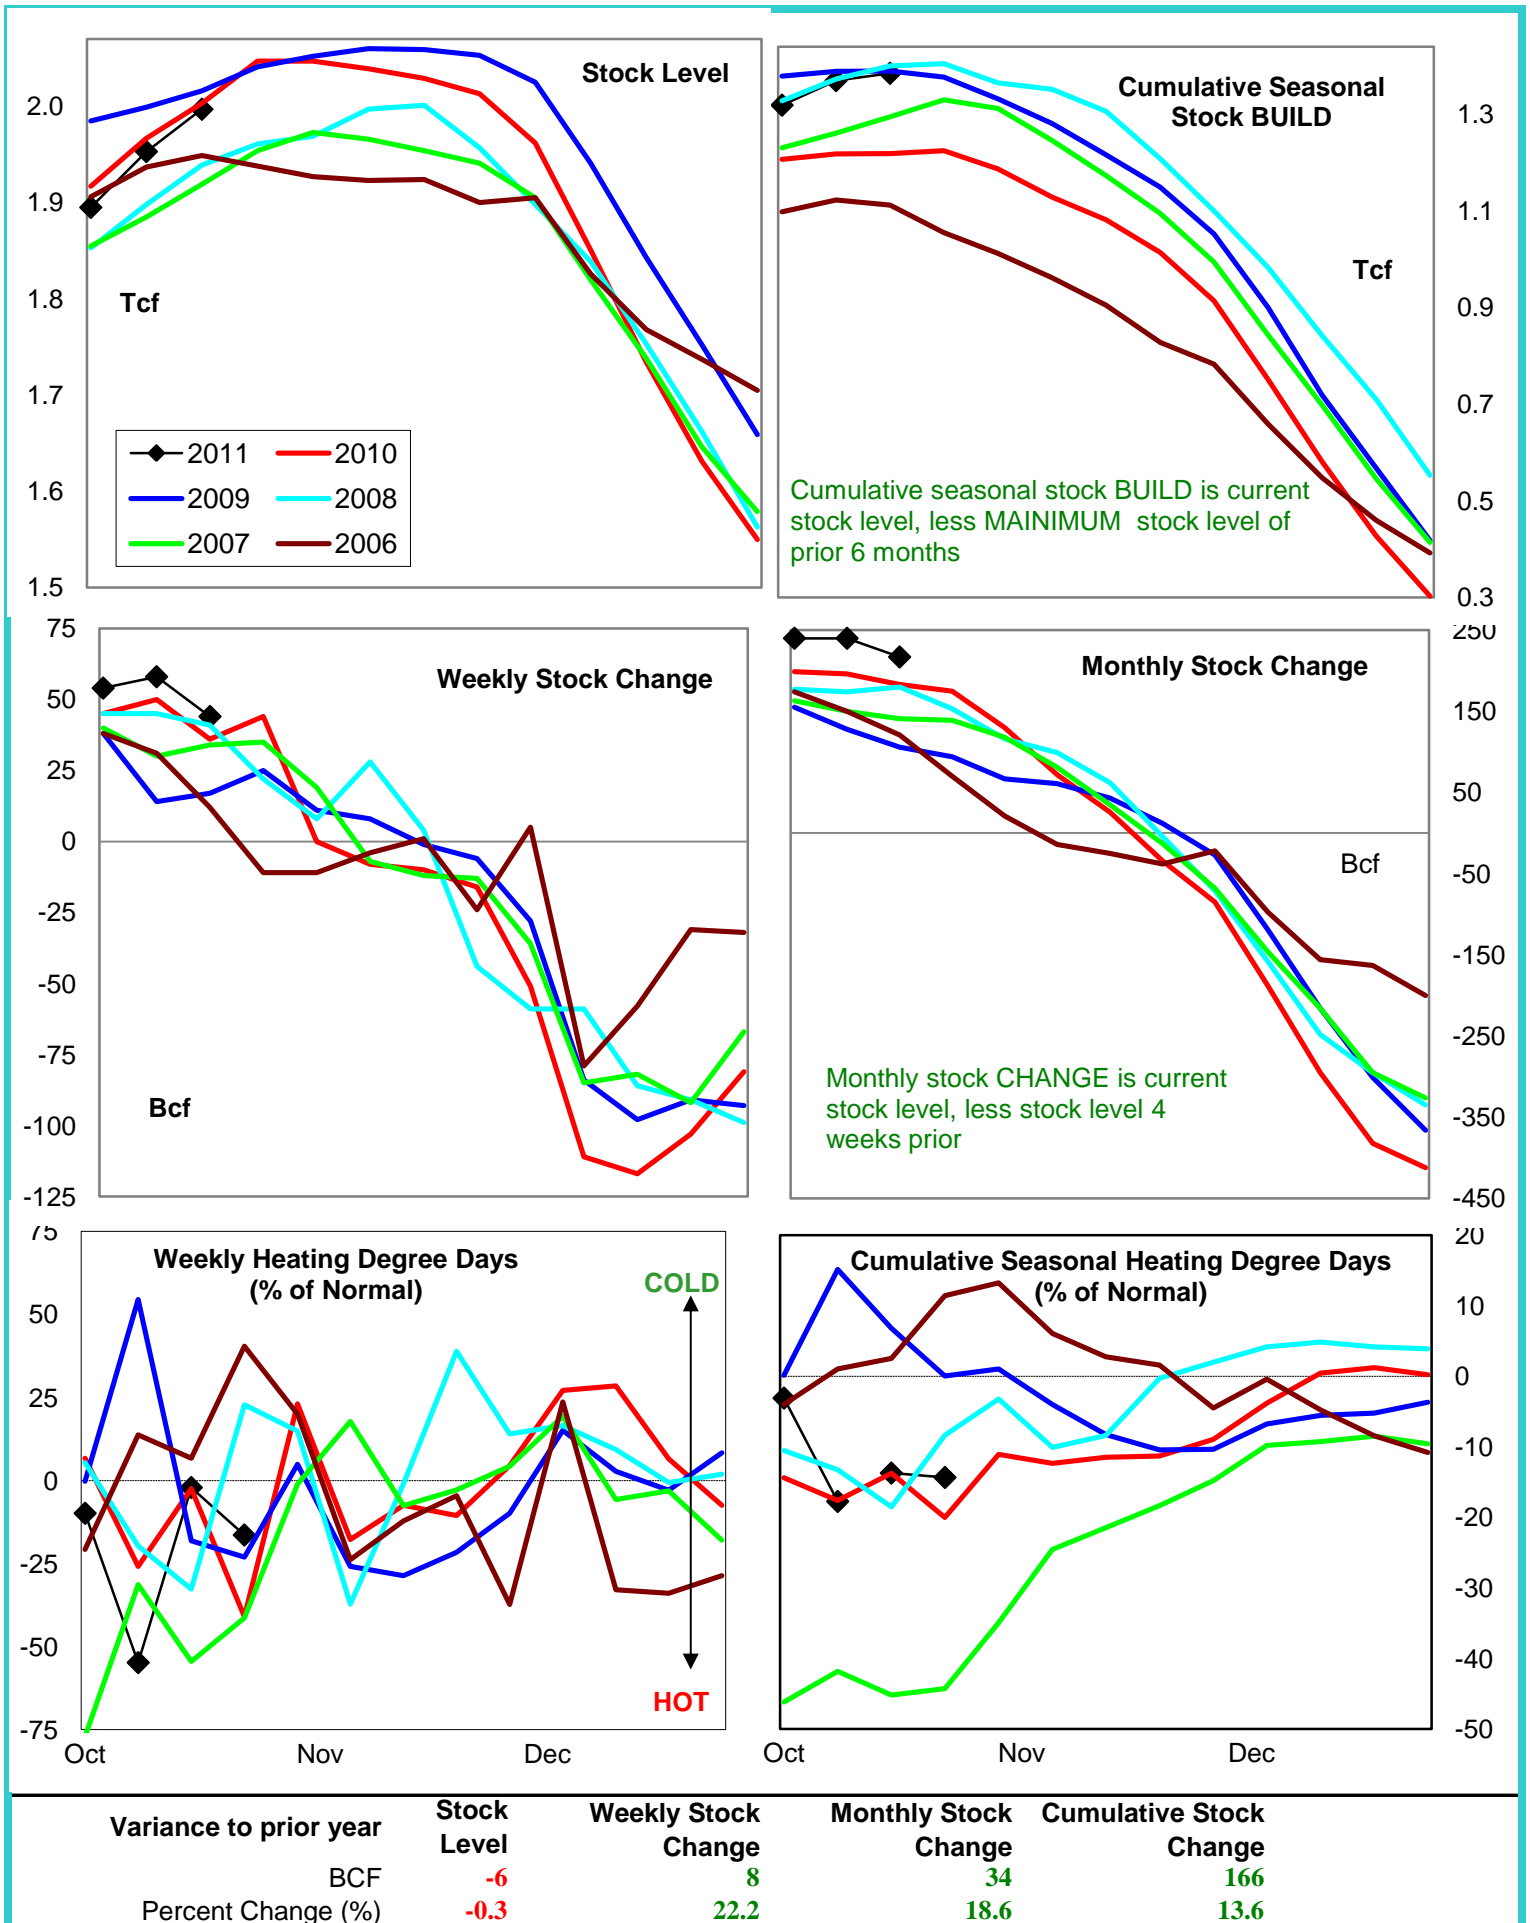 Stock Level
2.0
1.9
1.8
1.7
1.6
1.5
Tcf
2011
2010
2009
2008
2007
2006
Cumulative Seasonal
Stock BUILD
1.3
1.1
0.9
0.7
0.5
0.3
Tcf
Cumulative seasonal stock BUILD is current
stock level, less MAINIMUM stock level of
prior 6 months
75
50
25
0
-25
-50
-75
-100
-125
Weekly Stock Change
Bcf
Monthly Stock Change
250
150
50
-50
-150
-250
-350
-450
Bcf
Monthly stock CHANGE is current
stock level, less stock level 4
weeks prior
75
50
25
0
-25
-50
-75
Weekly Heating Degree Days
(% of Normal)
COLD
HOT
Oct Nov Dec
Cumulative Seasonal Heating Degree Days
(% of Normal)
20
10
0
-10
-20
-30
-40
-50
Oct Nov Dec
Variance to prior year
Stock
Level
Weekly Stock
Change
Monthly Stock
Change
Cumulative Stock
Change
BCF -6 8 34 166
Percent Change (%) -0.3 22.2 18.6 13.6